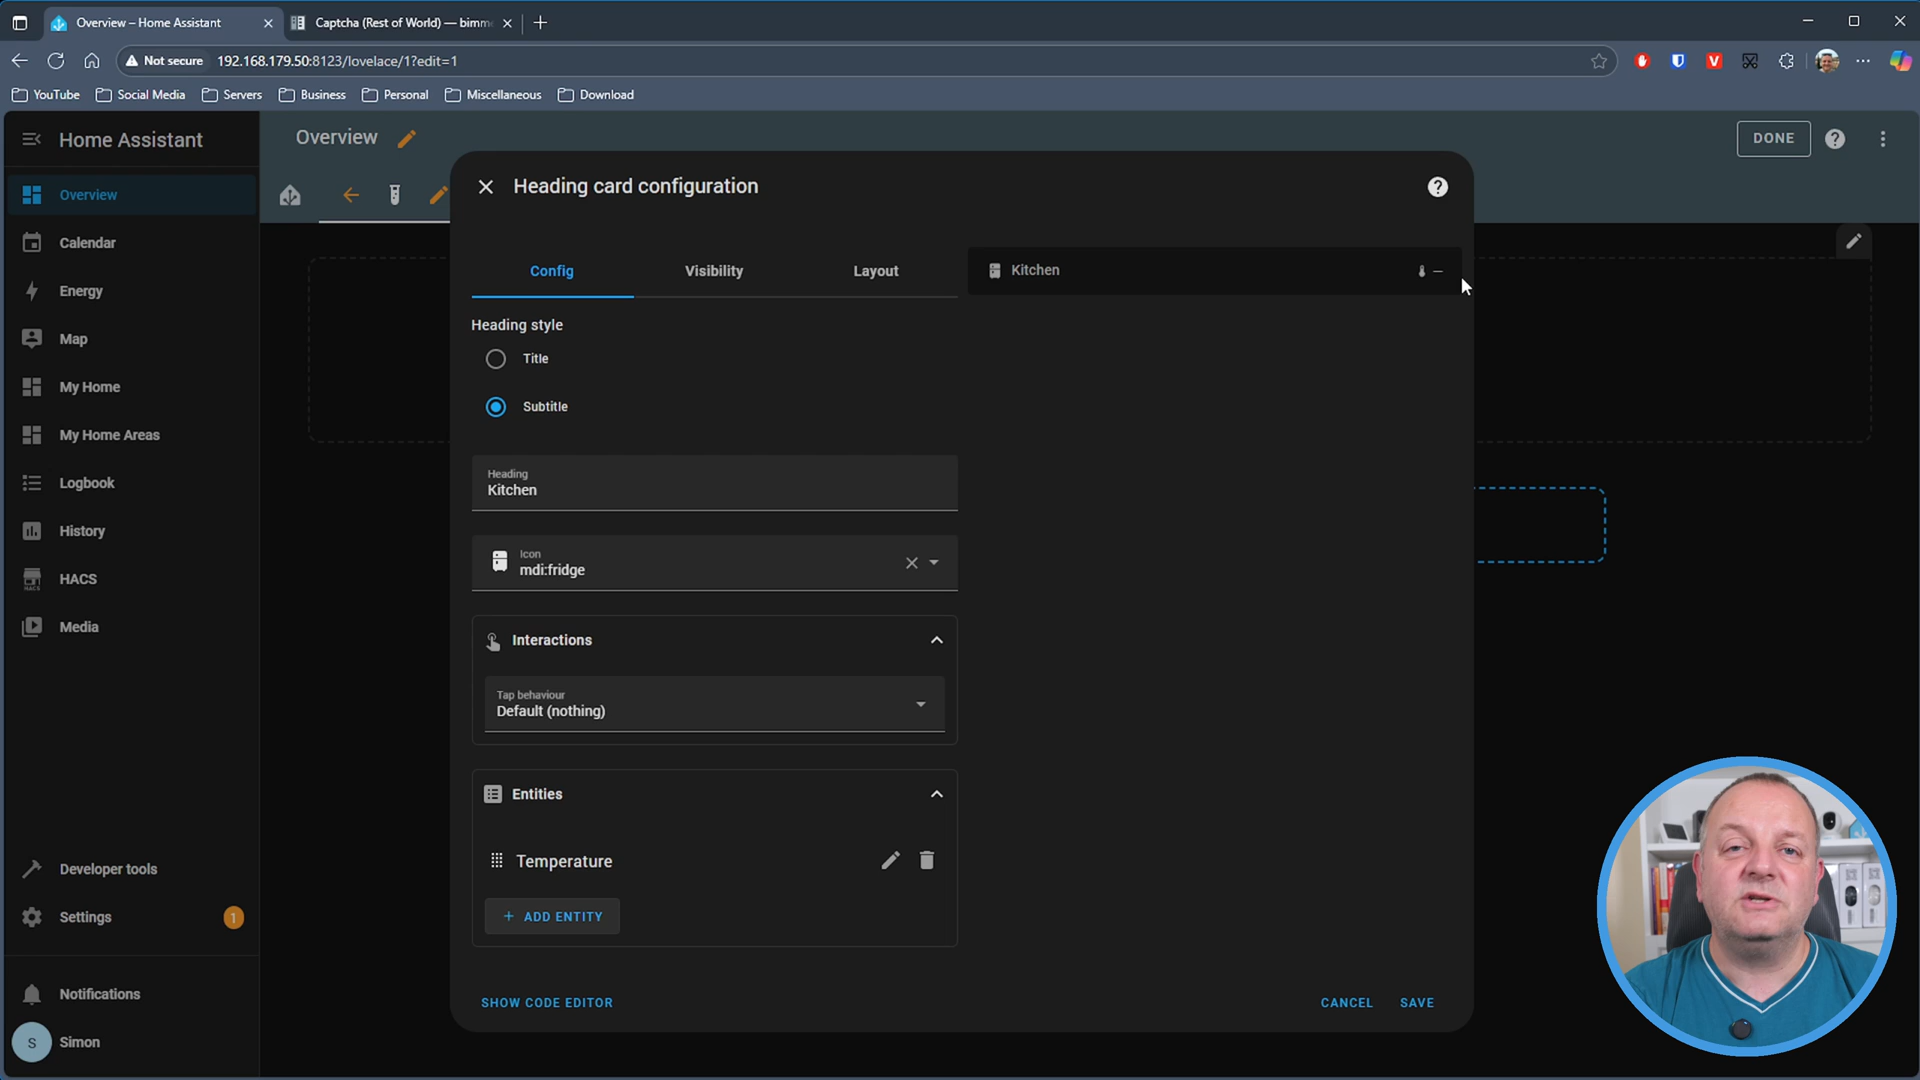 Overview – Home Assistant
Captcha (Rest of World) — bimm
Not secure
192.168.179.50:8123/lovelace/1?edit=1
YouTube
Social Media
Servers
Business
Personal
Miscellaneous
Download
Home Assistant
Overview
DONE
Overview
Calendar
Energy
Map
My Home
My Home Areas
Logbook
History
HACS
HACS
Media
Developer tools
Settings
1
Notifications
S
Simon
Heading card configuration
Config
Visibility
Layout
Kitchen
–
Heading style
Title
Subtitle
Heading
Kitchen
Icon
mdi:fridge
Interactions
Tap behaviour
Default (nothing)
Entities
Temperature
+ ADD ENTITY
SHOW CODE EDITOR
CANCEL
SAVE